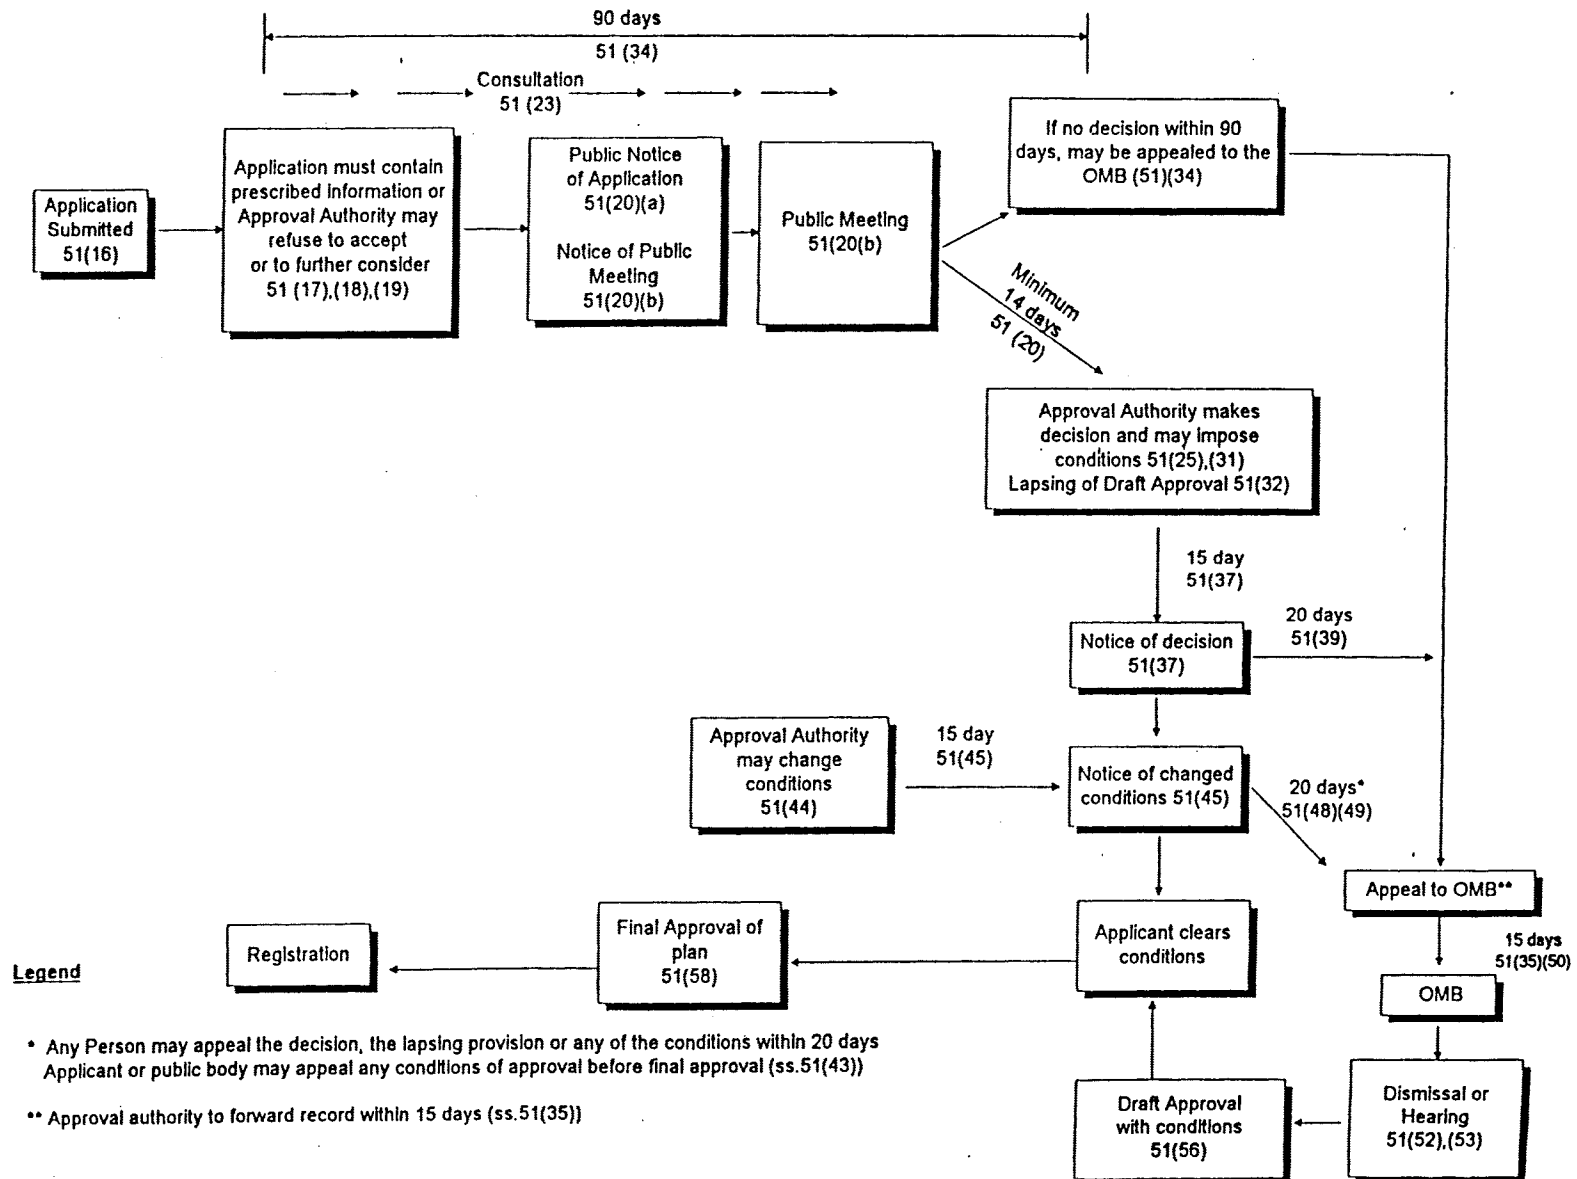 90 days
51 (34)
Consultation
51 (23)
Application
Submitted
51(16)
Application must contain
prescribed information or
Approval Authority may
refuse to accept
or to further consider
51 (17),(18),(19)
Public Notice
of Application
51(20)(a)
Notice of Public
Meeting
51(20)(b)
Public Meeting
51(20(b)
If no decision within 90
days, may be appealed to the
OMB (51)(34)
Minimum
14 days
51 (20)
Approval Authority makes
decision and may impose
conditions 51(25),(31)
Lapsing of Draft Approval 51(32)
15 day
51(37)
Notice of decision
51(37)
20 days
51(39)
Approval Authority
may change
conditions
51(44)
15 day
51(45)
Notice of changed
conditions 51(45)
20 days*
51(48)(49)
Appeal to OMB**
15 days
51(35)(50)
OMB
Dismissal or
Hearing
51(52),(53)
Draft Approval
with conditions
51(56)
Applicant clears
conditions
Final Approval of
plan
51(58)
Registration
Legend
* Any Person may appeal the decision, the lapsing provision or any of the conditions within 20 days
Applicant or public body may appeal any conditions of approval before final approval (ss.51(43))
** Approval authority to forward record within 15 days (ss.51(35))